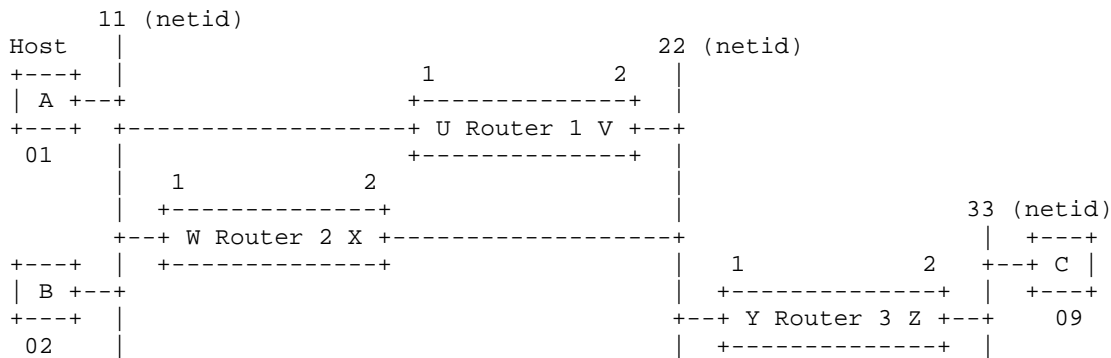 11 (netid)
Host
22 (netid)
1 2
A
U Router 1 V
01
1 2
33 (netid)
W Router 2 X
C
1 2
B
09
Y Router 3 Z
02